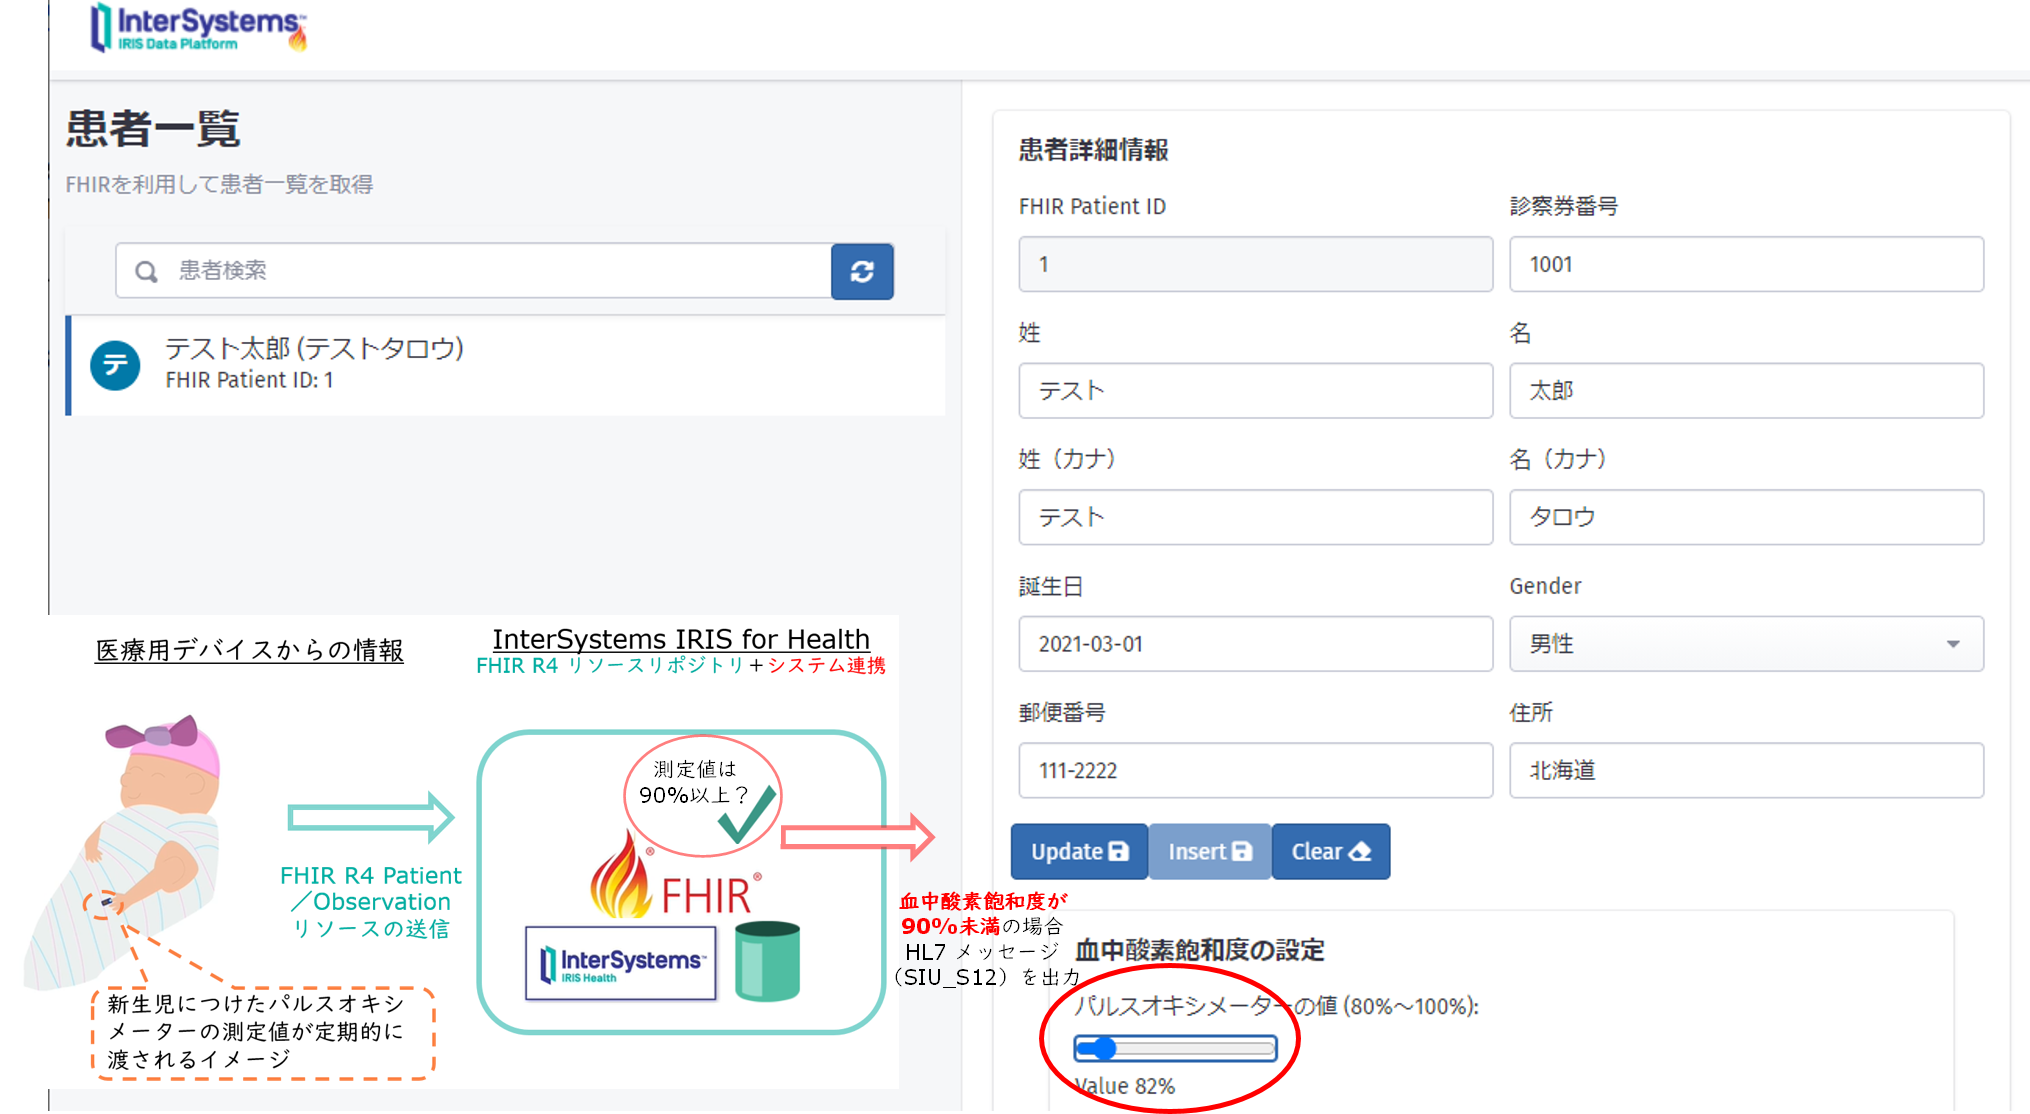 InterSystems™
IRIS Data Platform
患者一覧
FHIRを利用して患者一覧を取得
患者検索
テ
テスト太郎 (テストタロウ)
FHIR Patient ID: 1
患者詳細情報
FHIR Patient ID
診察券番号
1
1001
姓
名
テスト
太郎
姓（カナ）
名（カナ）
テスト
タロウ
誕生日
Gender
2021-03-01
男性
郵便番号
住所
111-2222
北海道
Update
Insert
Clear
血中酸素飽和度の設定
パルスオキシメーターの値 (80%～100%):
Value 82%
医療用デバイスからの情報
InterSystems IRIS for Health
FHIR R4 リソースリポジトリ＋システム連携
測定値は
90%以上？
FHIR R4 Patient
／Observation
リソースの送信
FHIR®
InterSystems™
IRIS Health
血中酸素飽和度が
90%未満の場合
HL7 メッセージ
（SIU_S12）を出力
新生児につけたパルスオキシ
メーターの測定値が定期的に
渡されるイメージ